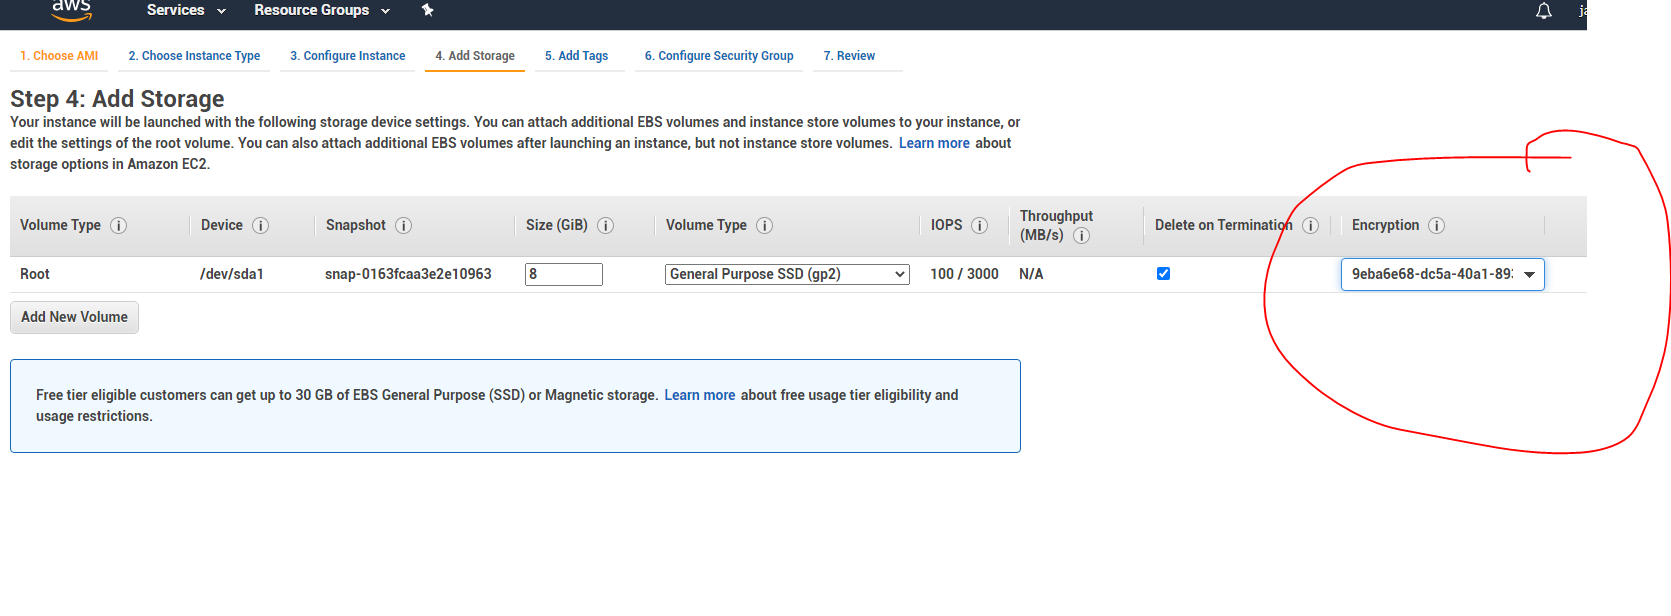 aws Services Resource Groups
1. Choose AMI 2. Choose Instance Type 3. Configure Instance 4. Add Storage 5. Add Tags 6. Configure Security Group 7. Review
Step 4: Add Storage
Your instance will be launched with the following storage device settings. You can attach additional EBS volumes and instance store volumes to your instance, or
edit the settings of the root volume. You can also attach additional EBS volumes after launching an instance, but not instance store volumes. Learn more about
storage options in Amazon EC2.
Volume Type i Device i Snapshot i Size (GiB) i Volume Type i IOPS i Throughput (MB/s) i Delete on Termination i Encryption i
Root /dev/sda1 snap-0163fcaa3e2e10963 8 General Purpose SSD (gp2) 100 / 3000 N/A 9eba6e68-dc5a-40a1-89
Add New Volume
Free tier eligible customers can get up to 30 GB of EBS General Purpose (SSD) or Magnetic storage. Learn more about free usage tier eligibility and
usage restrictions.